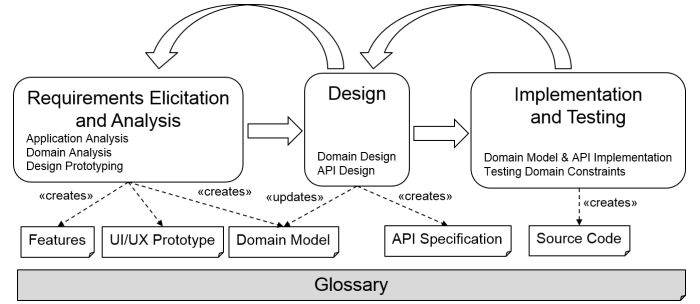 Requirements Elicitation
and Analysis
Application Analysis
Domain Analysis
Design Prototyping
Design
Domain Design
API Design
Implementation
and Testing
Domain Model & API Implementation
Testing Domain Constraints
«creates»
«creates»
«updates»
«creates»
«creates»
Features
UI/UX Prototype
Domain Model
API Specification
Source Code
Glossary